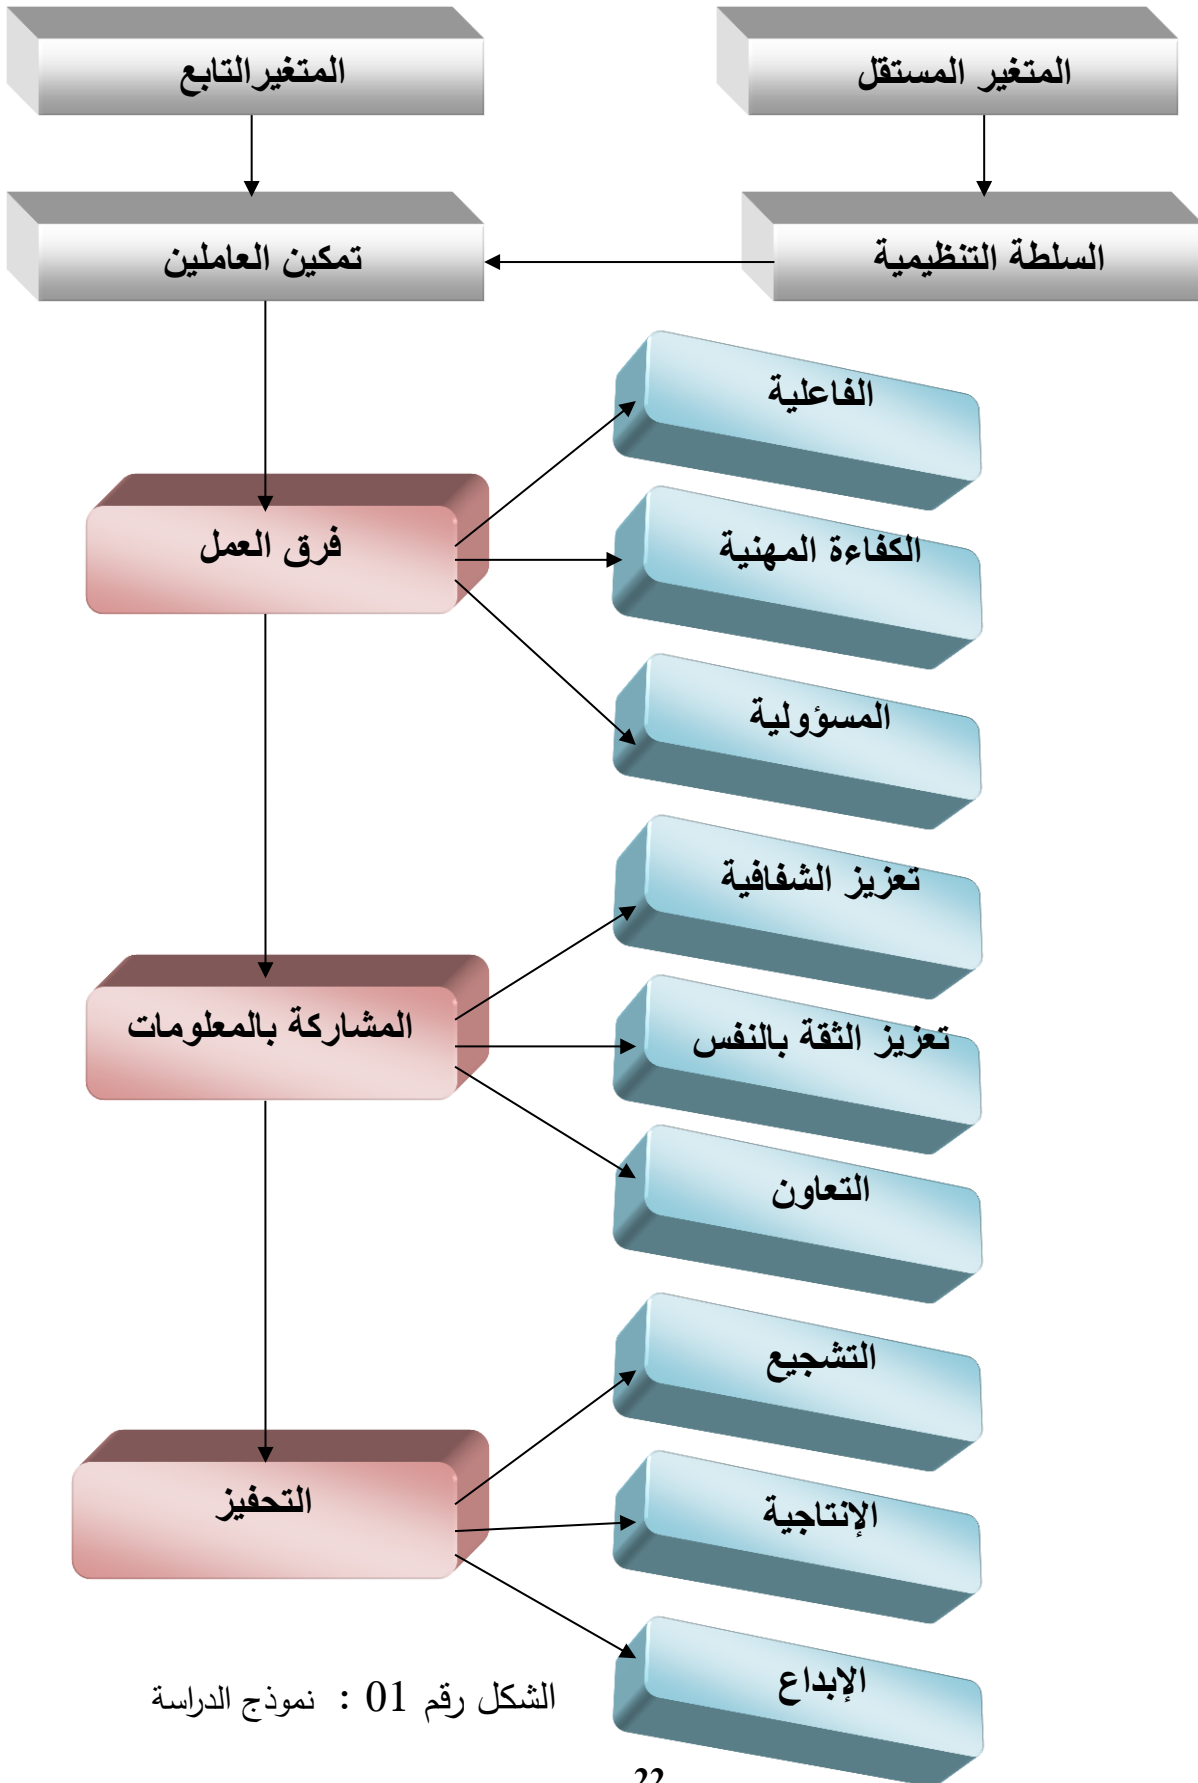 المتغير المستقل
المتغيرالتابع
السلطة التنظيمية
تمكين العاملين
الفاعلية
فرق العمل
الكفاءة المهنية
المسؤولية
تعزيز الشفافية
المشاركة بالمعلومات
تعزيز الثقة بالنفس
التعاون
التشجيع
التحفيز
الإنتاجية
الإبداع
الشكل رقم 01 : نموذج الدراسة
22